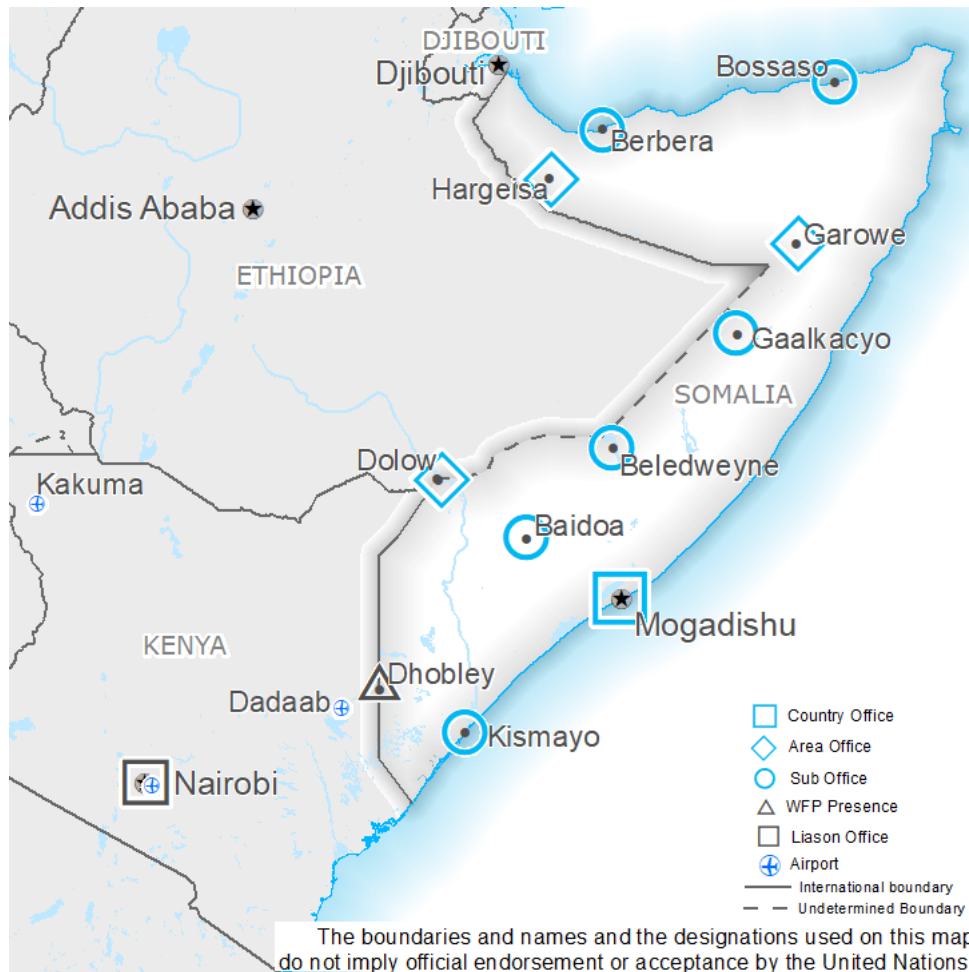 DJIBOUTI
Djibouti
Bossaso
Berbera
Hargeisa
Addis Ababa
Garowe
ETHIOPIA
Gaalkacyo
SOMALIA
Dolow
Beledweyne
Kakuma
Baidoa
Mogadishu
KENYA
Dhobley
Dadaab
Kismayo
Nairobi
Country Office
Area Office
Sub Office
WFP Presence
Liason Office
Airport
International boundary
Undetermined Boundary
The boundaries and names and the designations used on this map
do not imply official endorsement or acceptance by the United Nations